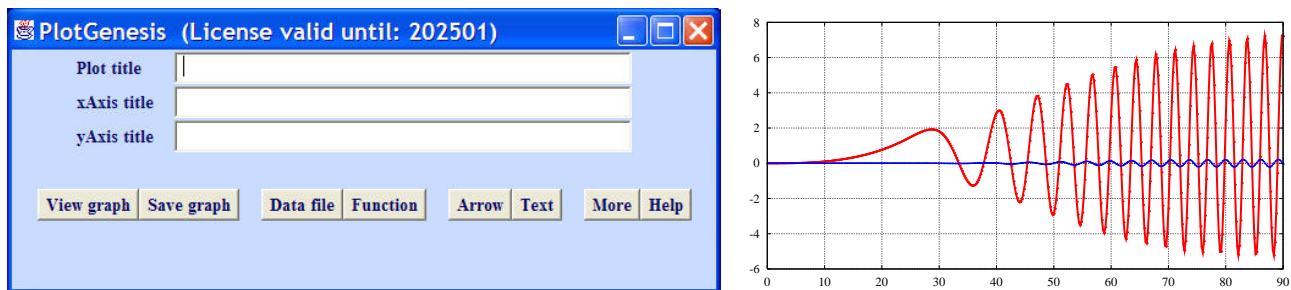 PlotGenesis (License valid until: 202501)
Plot title
xAxis title
yAxis title
View graph Save graph Data file Function Arrow Text More Help
8
6
4
2
0
-2
-4
-6
0 10 20 30 40 50 60 70 80 90